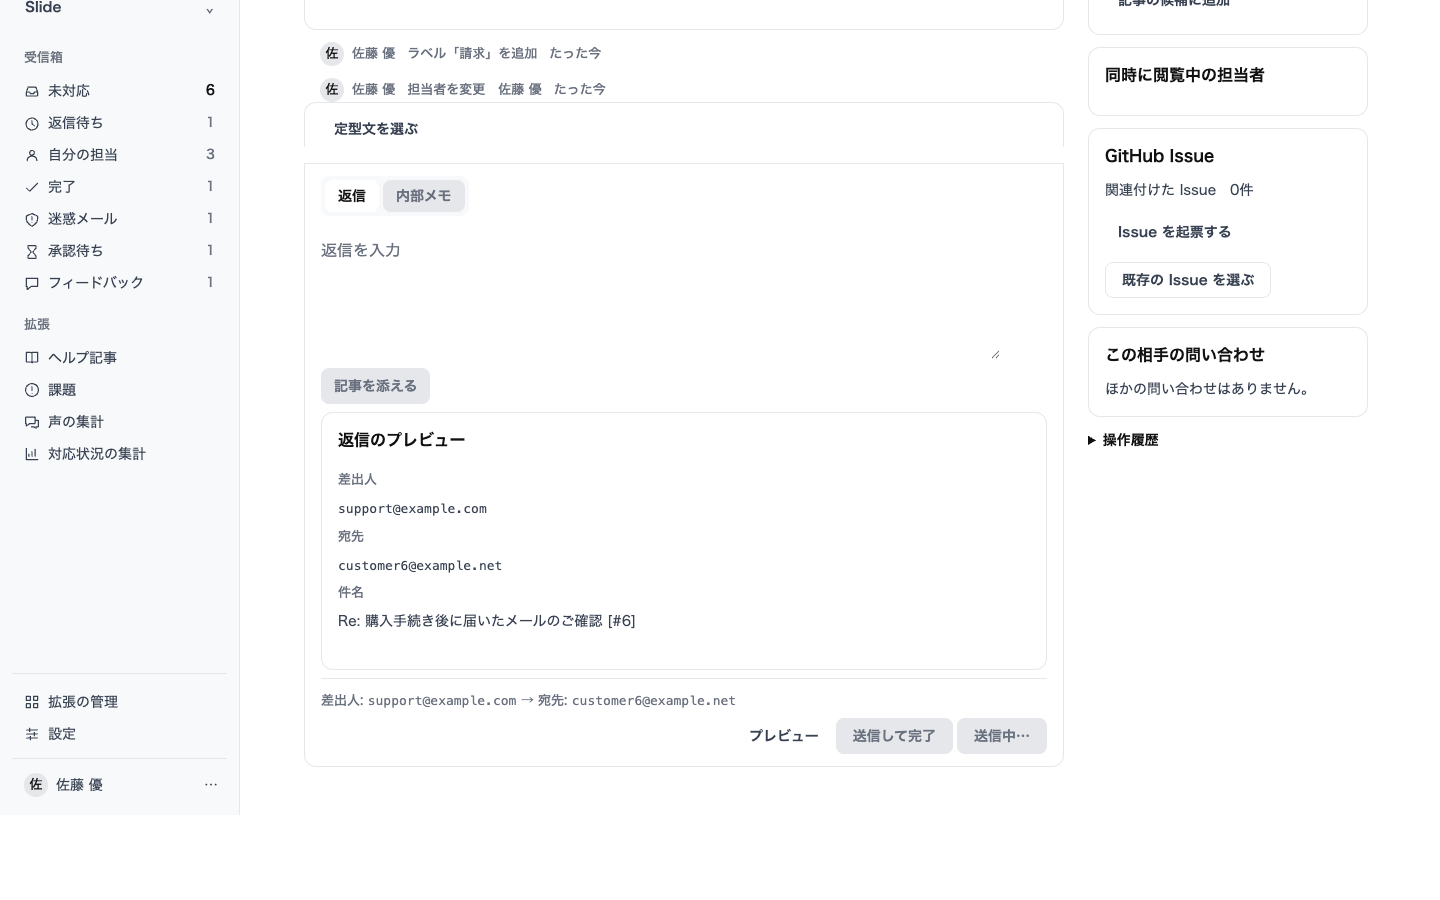 Slide
受信箱
未対応 6
返信待ち 1
自分の担当 3
完了 1
迷惑メール 1
承認待ち 1
フィードバック 1
拡張
ヘルプ記事
課題
声の集計
対応状況の集計
拡張の管理
設定
佐 佐藤 優 …
佐 佐藤 優 ラベル「請求」を追加 たった今
佐 佐藤 優 担当者を変更 佐藤 優 たった今
定型文を選ぶ
返信 内部メモ
返信を入力
記事を添える
返信のプレビュー
差出人
support@example.com
宛先
customer6@example.net
件名
Re: 購入手続き後に届いたメールのご確認 [#6]
差出人: support@example.com → 宛先: customer6@example.net
プレビュー 送信して完了 送信中…
記事の候補に追加
同時に閲覧中の担当者
GitHub Issue
関連付けた Issue 0件
Issue を起票する
既存の Issue を選ぶ
この相手の問い合わせ
ほかの問い合わせはありません。
▶ 操作履歴